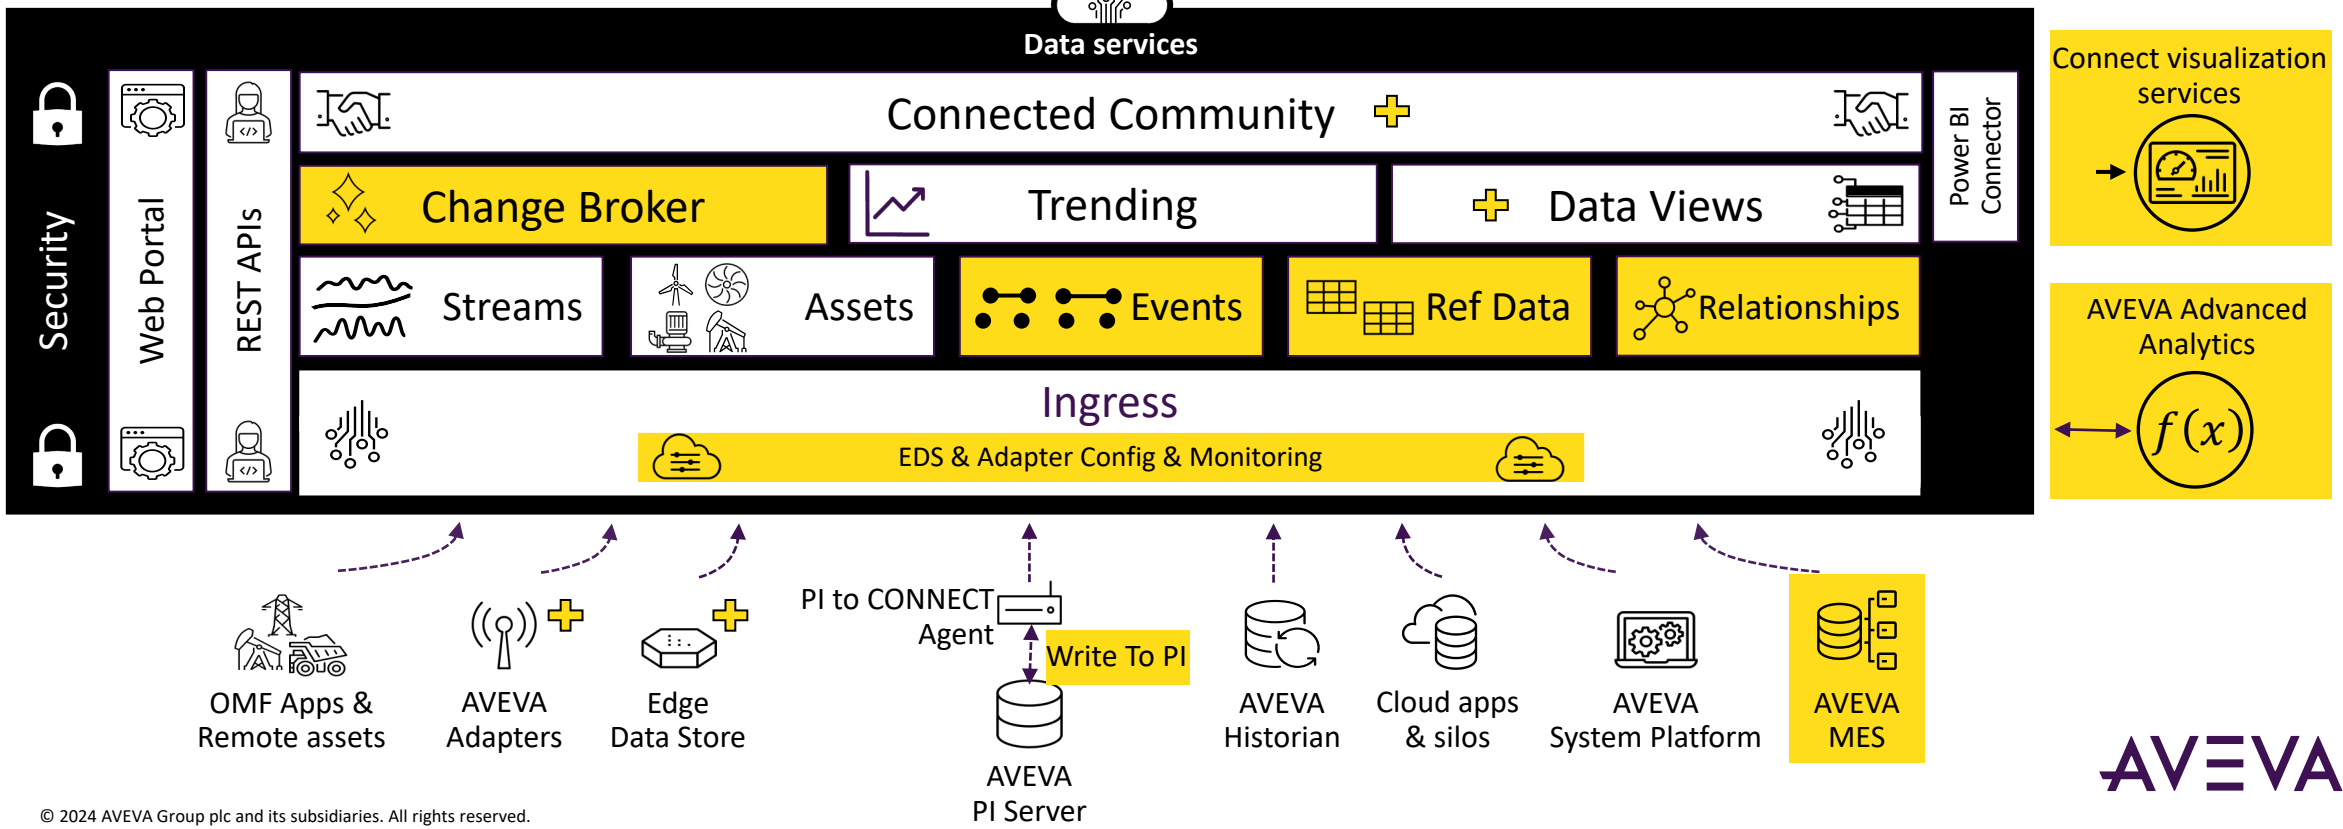 Data services
Security
Web Portal
REST APIs
Connected Community
Power BI
Connector
Change Broker
Trending
Data Views
Streams
Assets
Events
Ref Data
Relationships
Ingress
EDS & Adapter Config & Monitoring
Connect visualization
services
AVEVA Advanced
Analytics
f(x)
OMF Apps &
Remote assets
AVEVA
Adapters
Edge
Data Store
PI to CONNECT
Agent
Write To PI
AVEVA
PI Server
AVEVA
Historian
Cloud apps
& silos
AVEVA
System Platform
AVEVA
MES
AVEVA
© 2024 AVEVA Group plc and its subsidiaries. All rights reserved.